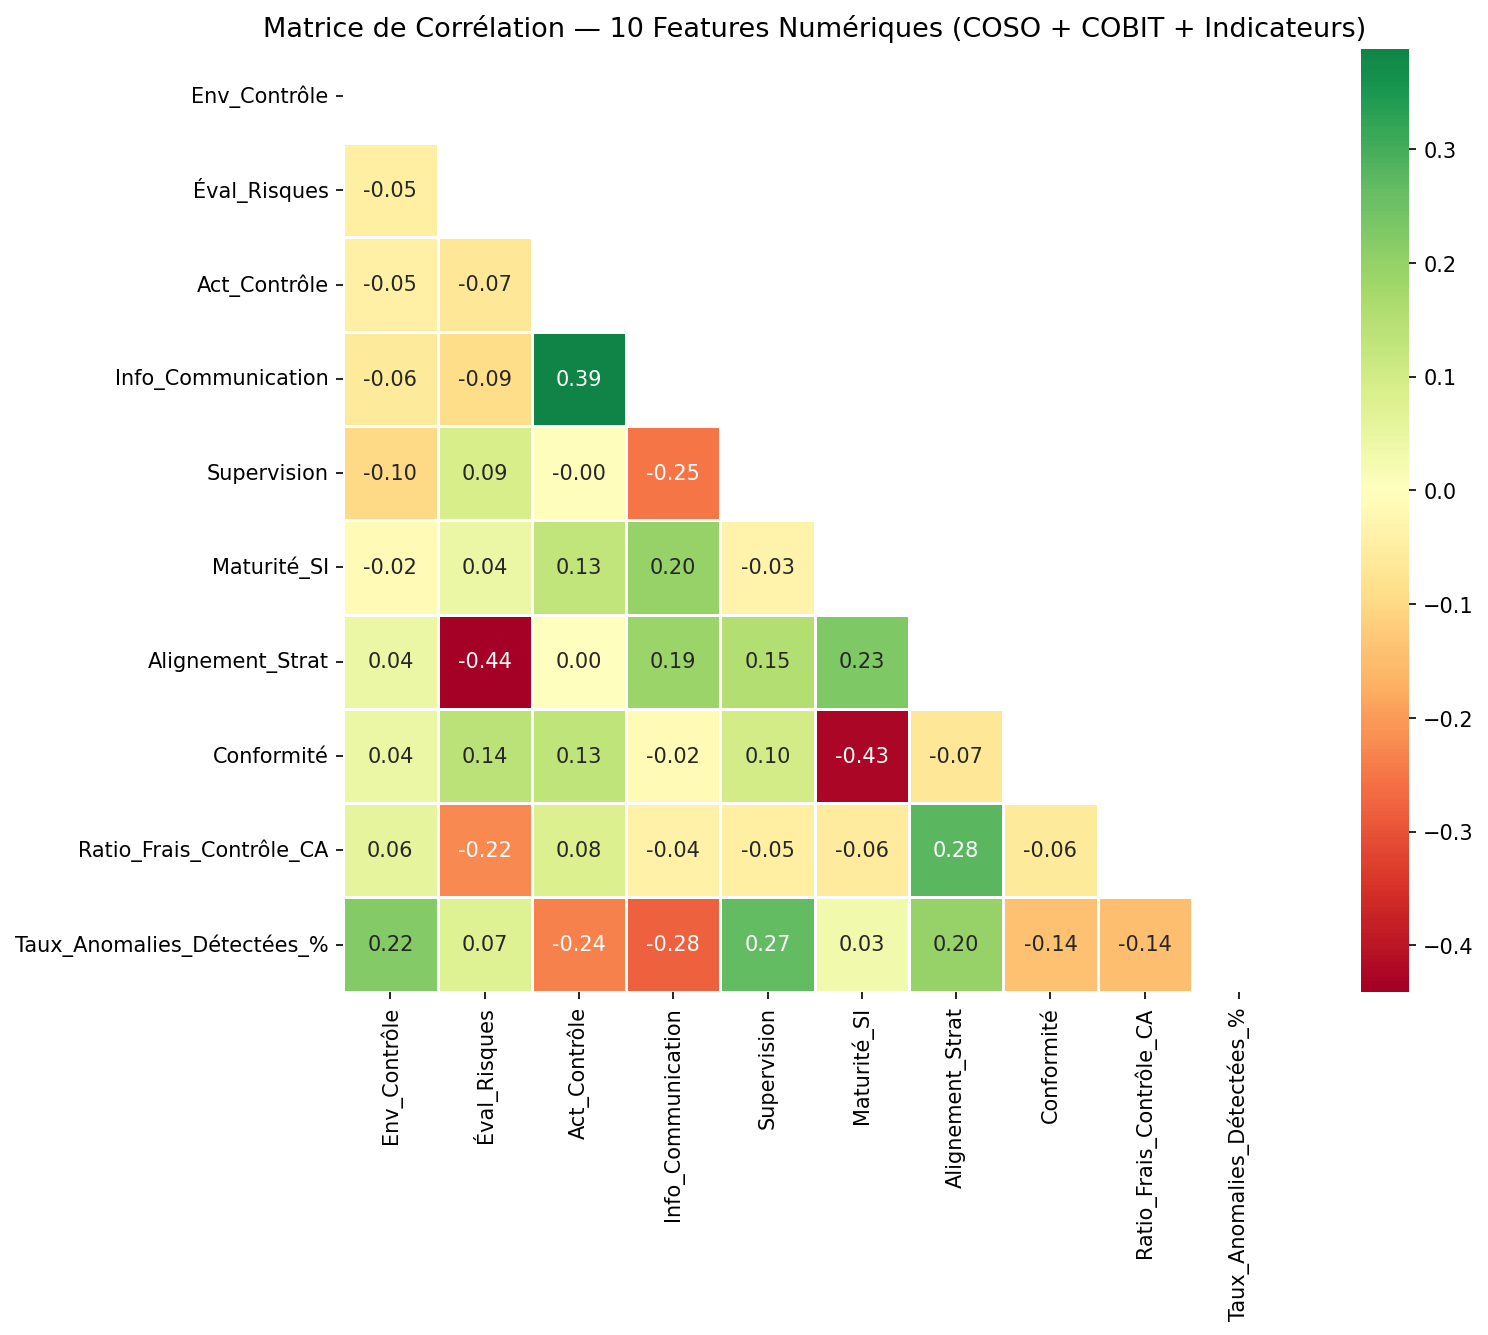 Matrice de Corrélation — 10 Features Numériques (COSO + COBIT + Indicateurs)
Env_Contrôle
Éval_Risques -0.05
Act_Contrôle -0.05 -0.07
Info_Communication -0.06 -0.09 0.39
Supervision -0.10 0.09 -0.00 -0.25
Maturité_SI -0.02 0.04 0.13 0.20 -0.03
Alignement_Strat 0.04 -0.44 0.00 0.19 0.15 0.23
Conformité 0.04 0.14 0.13 -0.02 0.10 -0.43 -0.07
Ratio_Frais_Contrôle_CA 0.06 -0.22 0.08 -0.04 -0.05 -0.06 0.28 -0.06
Taux_Anomalies_Détectées_% 0.22 0.07 -0.24 -0.28 0.27 0.03 0.20 -0.14 -0.14
Env_Contrôle
Éval_Risques
Act_Contrôle
Info_Communication
Supervision
Maturité_SI
Alignement_Strat
Conformité
Ratio_Frais_Contrôle_CA
Taux_Anomalies_Détectées_%
0.3
0.2
0.1
0.0
−0.1
−0.2
−0.3
−0.4